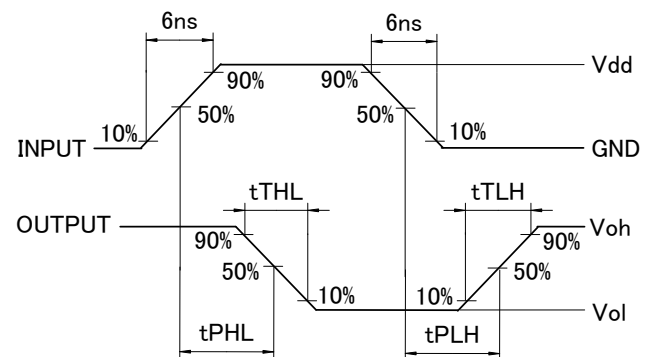 6ns 6ns
Vdd
90% 90%
50% 50%
10% 10%
INPUT GND
tTHL tTLH
OUTPUT Voh
90% 90%
50% 50%
10% 10%
Vol
tPHL tPLH